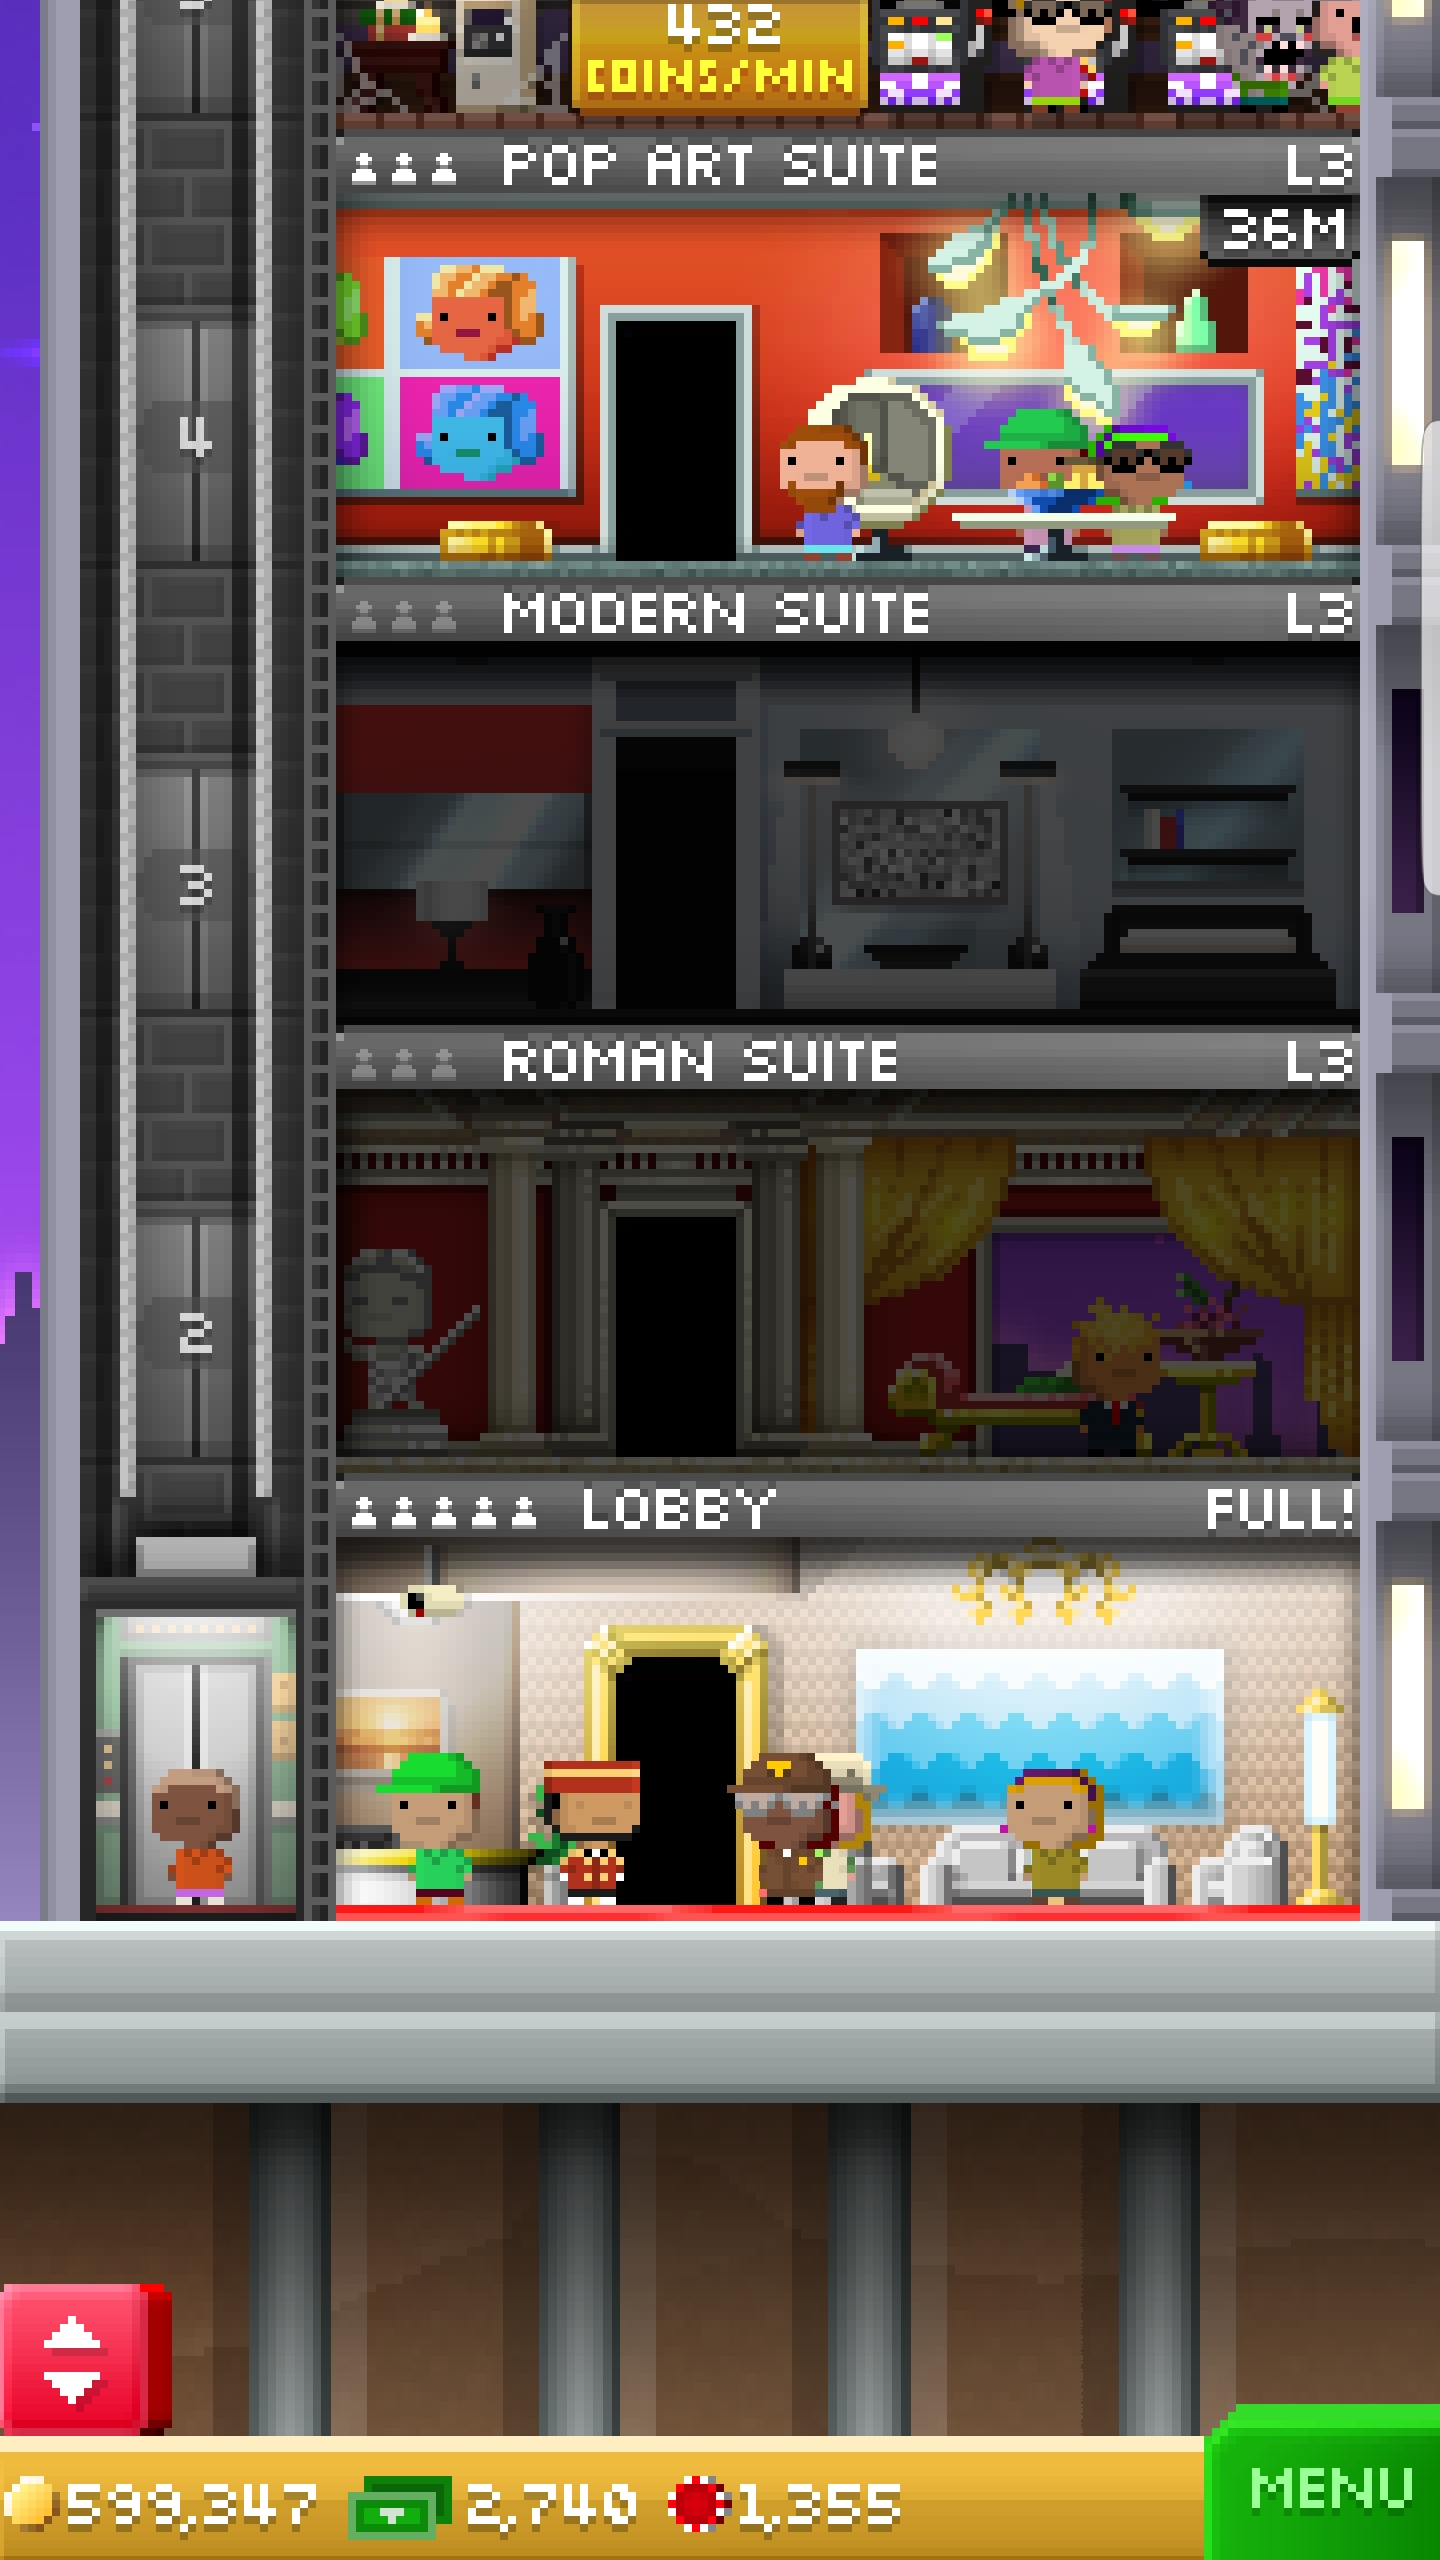 432
COINS/MIN
POP ART SUITE L3
36M
4
MODERN SUITE L3
3
ROMAN SUITE L3
2
LOBBY FULL!
599,347 2,740 1,355
MENU